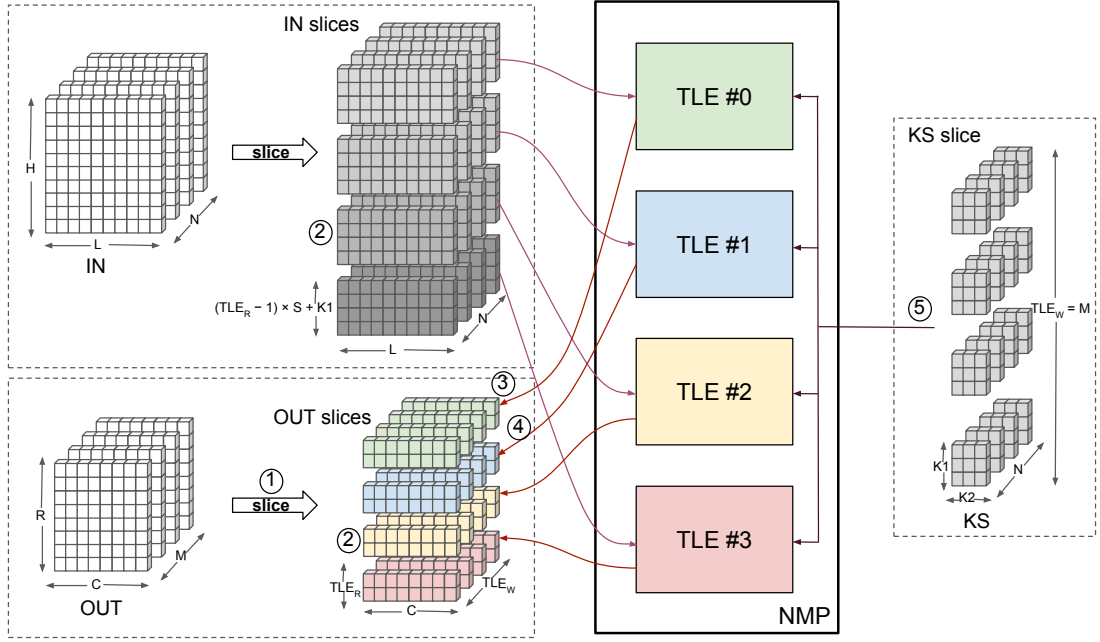 IN slices
H
N
L
IN
slice
②
(TLE_R − 1) × S + K1
N
L
TLE #0
TLE #1
TLE #2
TLE #3
NMP
KS slice
⑤
TLE_W = M
K1
N
K2
KS
OUT slices
③
④
①
slice
R
M
C
OUT
②
TLE_R
TLE_W
C